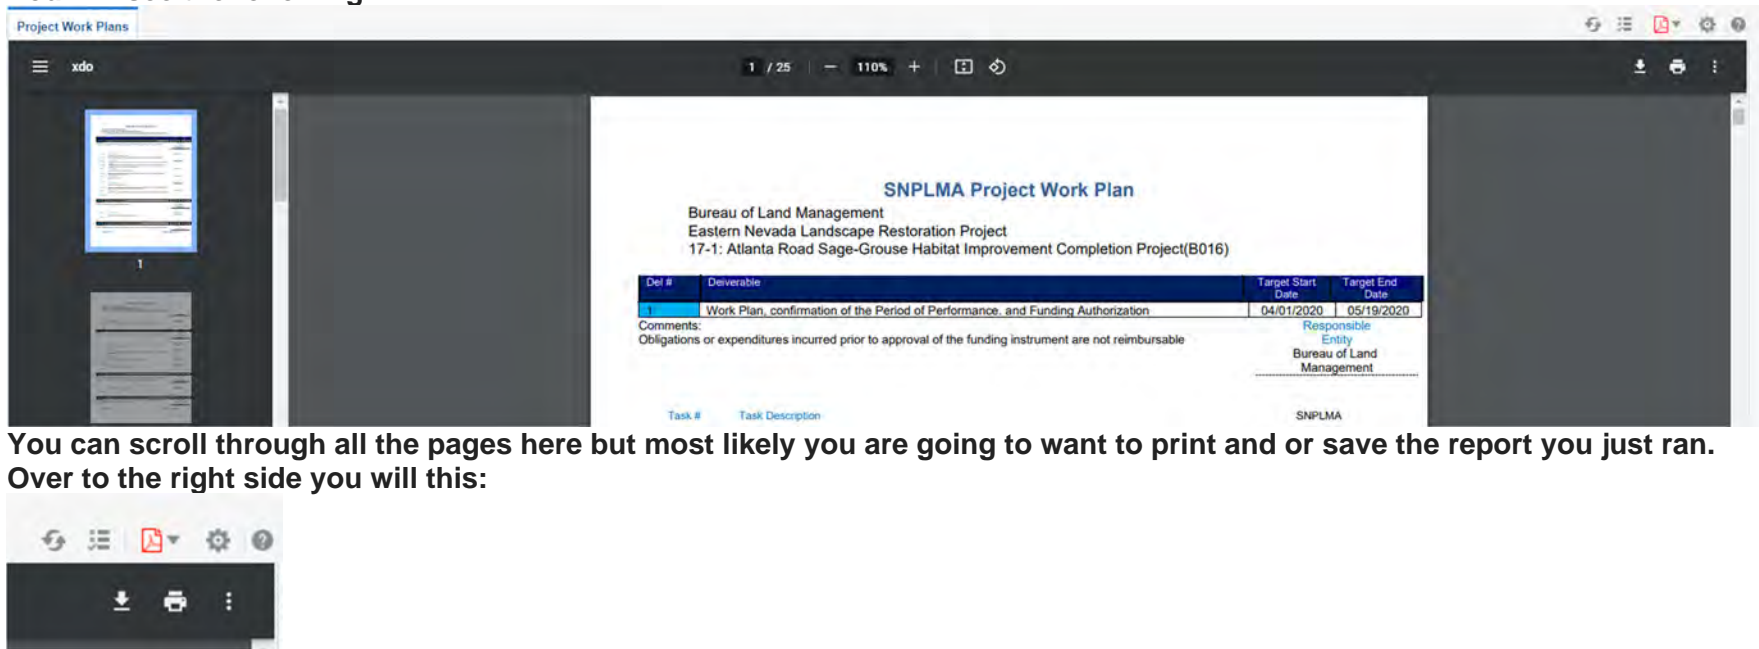 Project Work Plans
xdo
1 / 25 | — 110% +
1
SNPLMA Project Work Plan
Bureau of Land Management
Eastern Nevada Landscape Restoration Project
17-1: Atlanta Road Sage-Grouse Habitat Improvement Completion Project(B016)
Del # Deiverable Target Start Date Target End Date
1 Work Plan, confirmation of the Period of Performance. and Funding Authorization 04/01/2020 05/19/2020
Comments:
Obligations or expenditures incurred prior to approval of the funding instrument are not reimbursable
Responsible
Entity
Bureau of Land
Management
Task # Task Description SNPLMA
You can scroll through all the pages here but most likely you are going to want to print and or save the report you just ran.
Over to the right side you will this: